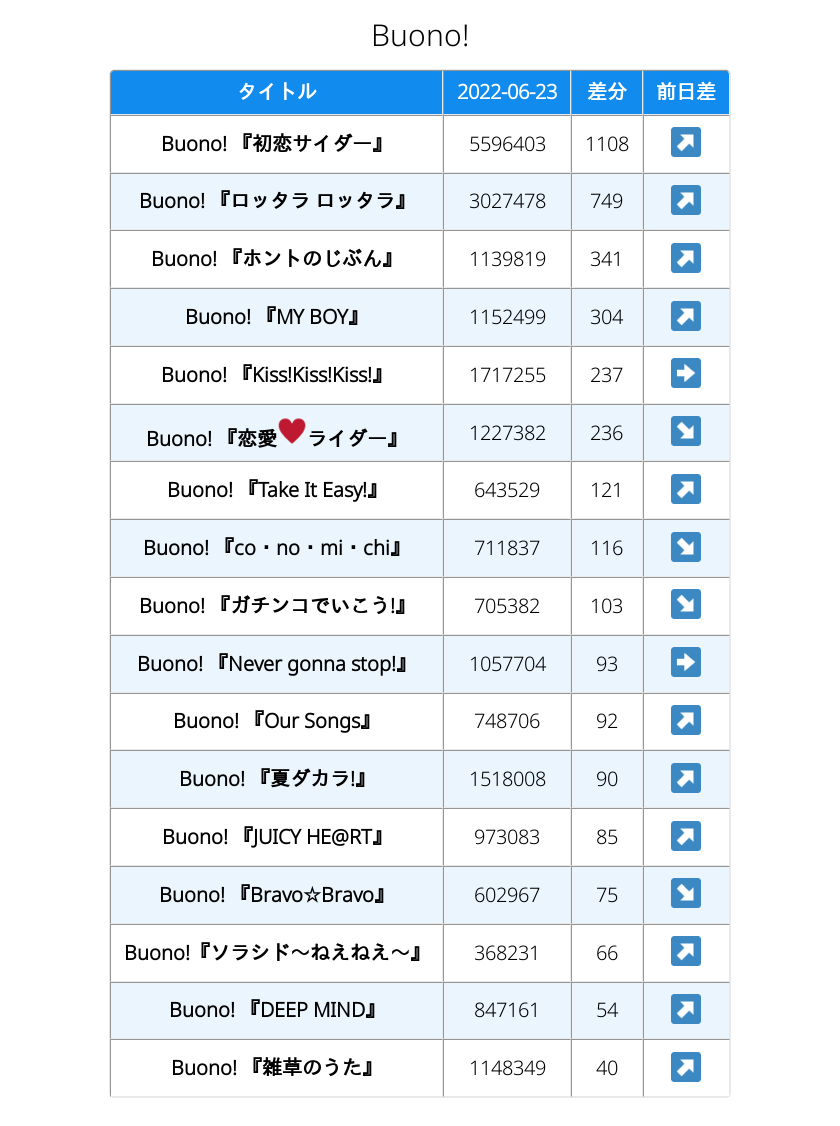 Buono!
タイトル 2022-06-23 差分 前日差
Buono! 『初恋サイダー』 5596403 1108 ↗
Buono! 『ロッタラ ロッタラ』 3027478 749 ↗
Buono! 『ホントのじぶん』 1139819 341 ↗
Buono! 『MY BOY』 1152499 304 ↗
Buono! 『Kiss!Kiss!Kiss!』 1717255 237 ➡
Buono! 『恋愛♥ライダー』 1227382 236 ↘
Buono! 『Take It Easy!』 643529 121 ↗
Buono! 『co・no・mi・chi』 711837 116 ↘
Buono! 『ガチンコでいこう!』 705382 103 ↘
Buono! 『Never gonna stop!』 1057704 93 ➡
Buono! 『Our Songs』 748706 92 ↗
Buono! 『夏ダカラ!』 1518008 90 ↗
Buono! 『JUICY HE@RT』 973083 85 ↗
Buono! 『Bravo☆Bravo』 602967 75 ↘
Buono!『ソラシド〜ねえねえ〜』 368231 66 ↗
Buono! 『DEEP MIND』 847161 54 ↗
Buono! 『雑草のうた』 1148349 40 ↗